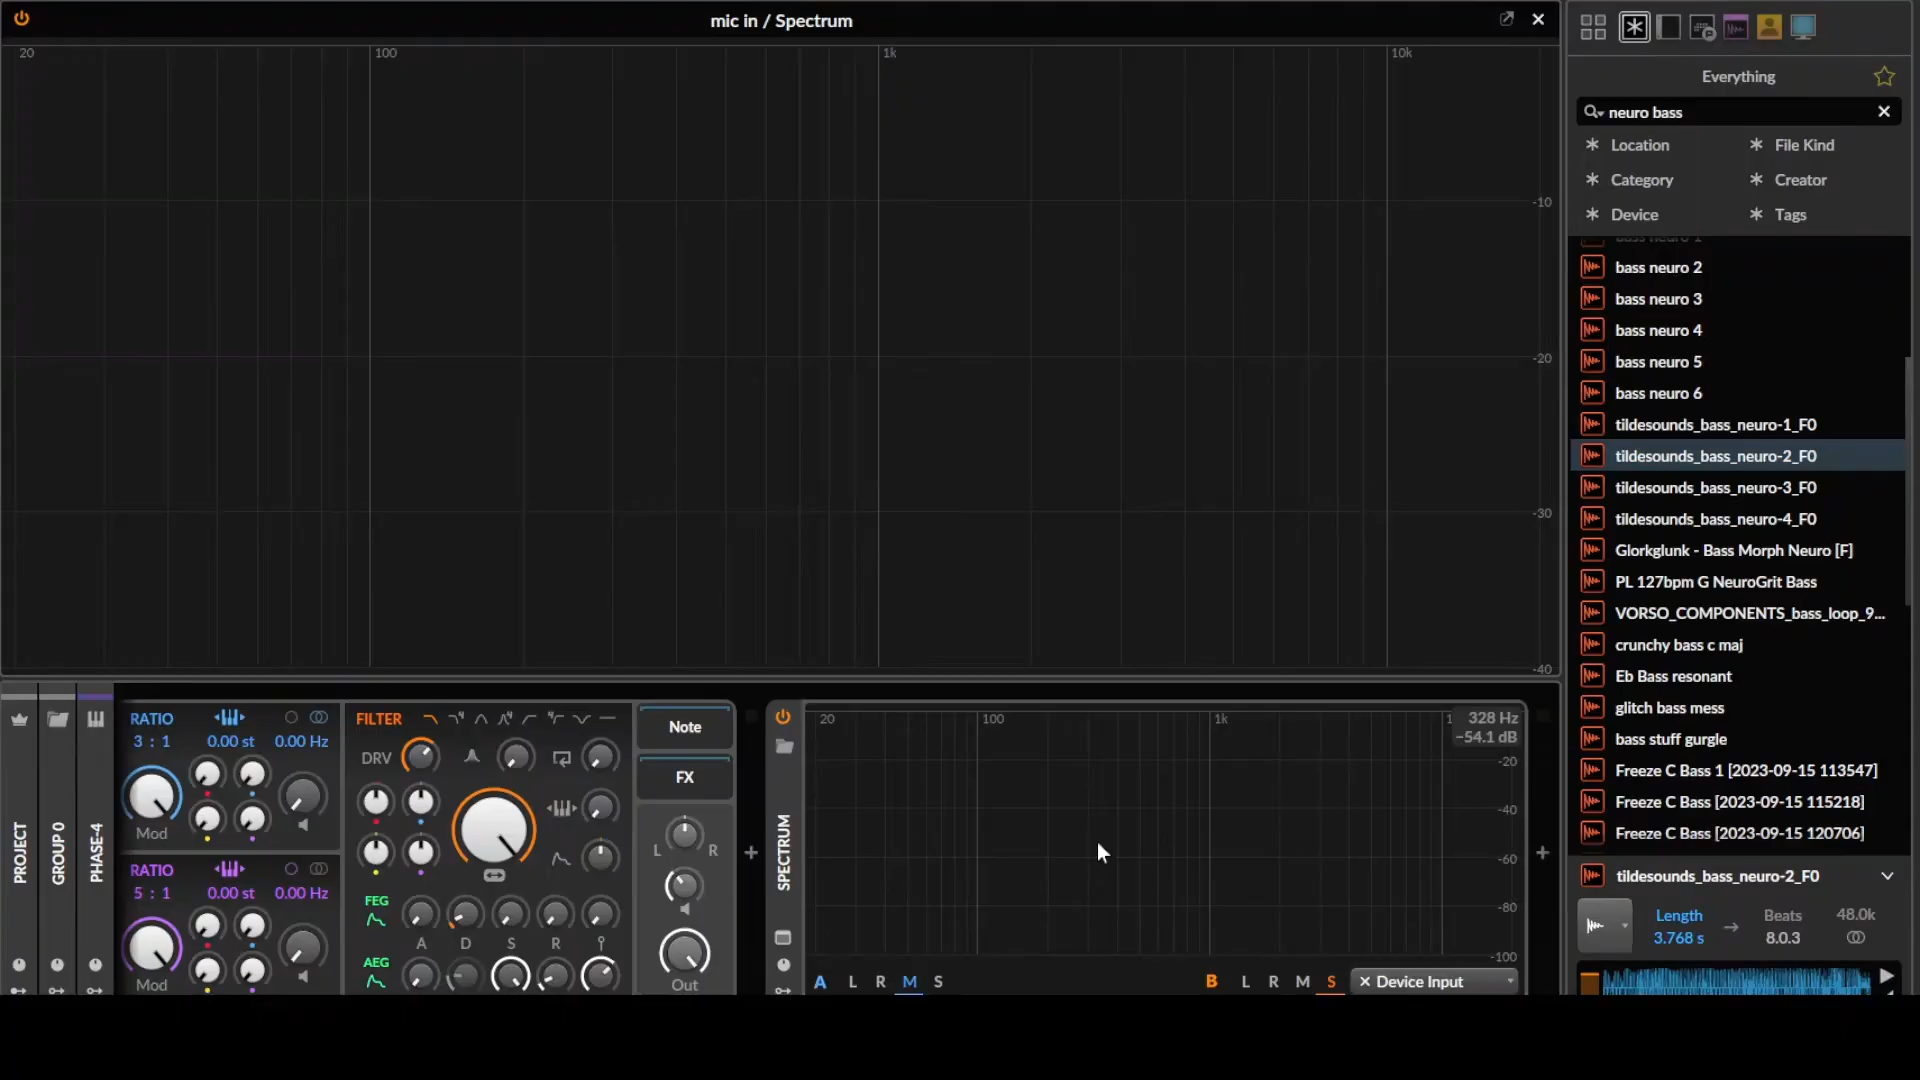 mic in / Spectrum
20 100 1k 10k
-10
-20
-30
-40
Everything
neuro bass
Location File Kind
Category Creator
Device Tags
bass neuro 1
bass neuro 2
bass neuro 3
bass neuro 4
bass neuro 5
bass neuro 6
tildesounds_bass_neuro-1_F0
tildesounds_bass_neuro-2_F0
tildesounds_bass_neuro-3_F0
tildesounds_bass_neuro-4_F0
Glorkglunk - Bass Morph Neuro [F]
PL 127bpm G NeuroGrit Bass
VORSO_COMPONENTS_bass_loop_9...
crunchy bass c maj
Eb Bass resonant
glitch bass mess
bass stuff gurgle
Freeze C Bass 1 [2023-09-15 113547]
Freeze C Bass [2023-09-15 115218]
Freeze C Bass [2023-09-15 120706]
tildesounds_bass_neuro-2_F0
Length Beats 48.0k
3.768 s 8.0.3
PROJECT
GROUP 0
PHASE-4
RATIO
3 : 1 0.00 st 0.00 Hz
Mod
RATIO
5 : 1 0.00 st 0.00 Hz
Mod
FILTER
DRV
FEG
A D S R
AEG
Note
FX
L R
Out
SPECTRUM
20 100 1k 1
328 Hz
-54.1 dB
-20
-40
-60
-80
-100
A L R M S B L R M S Device Input